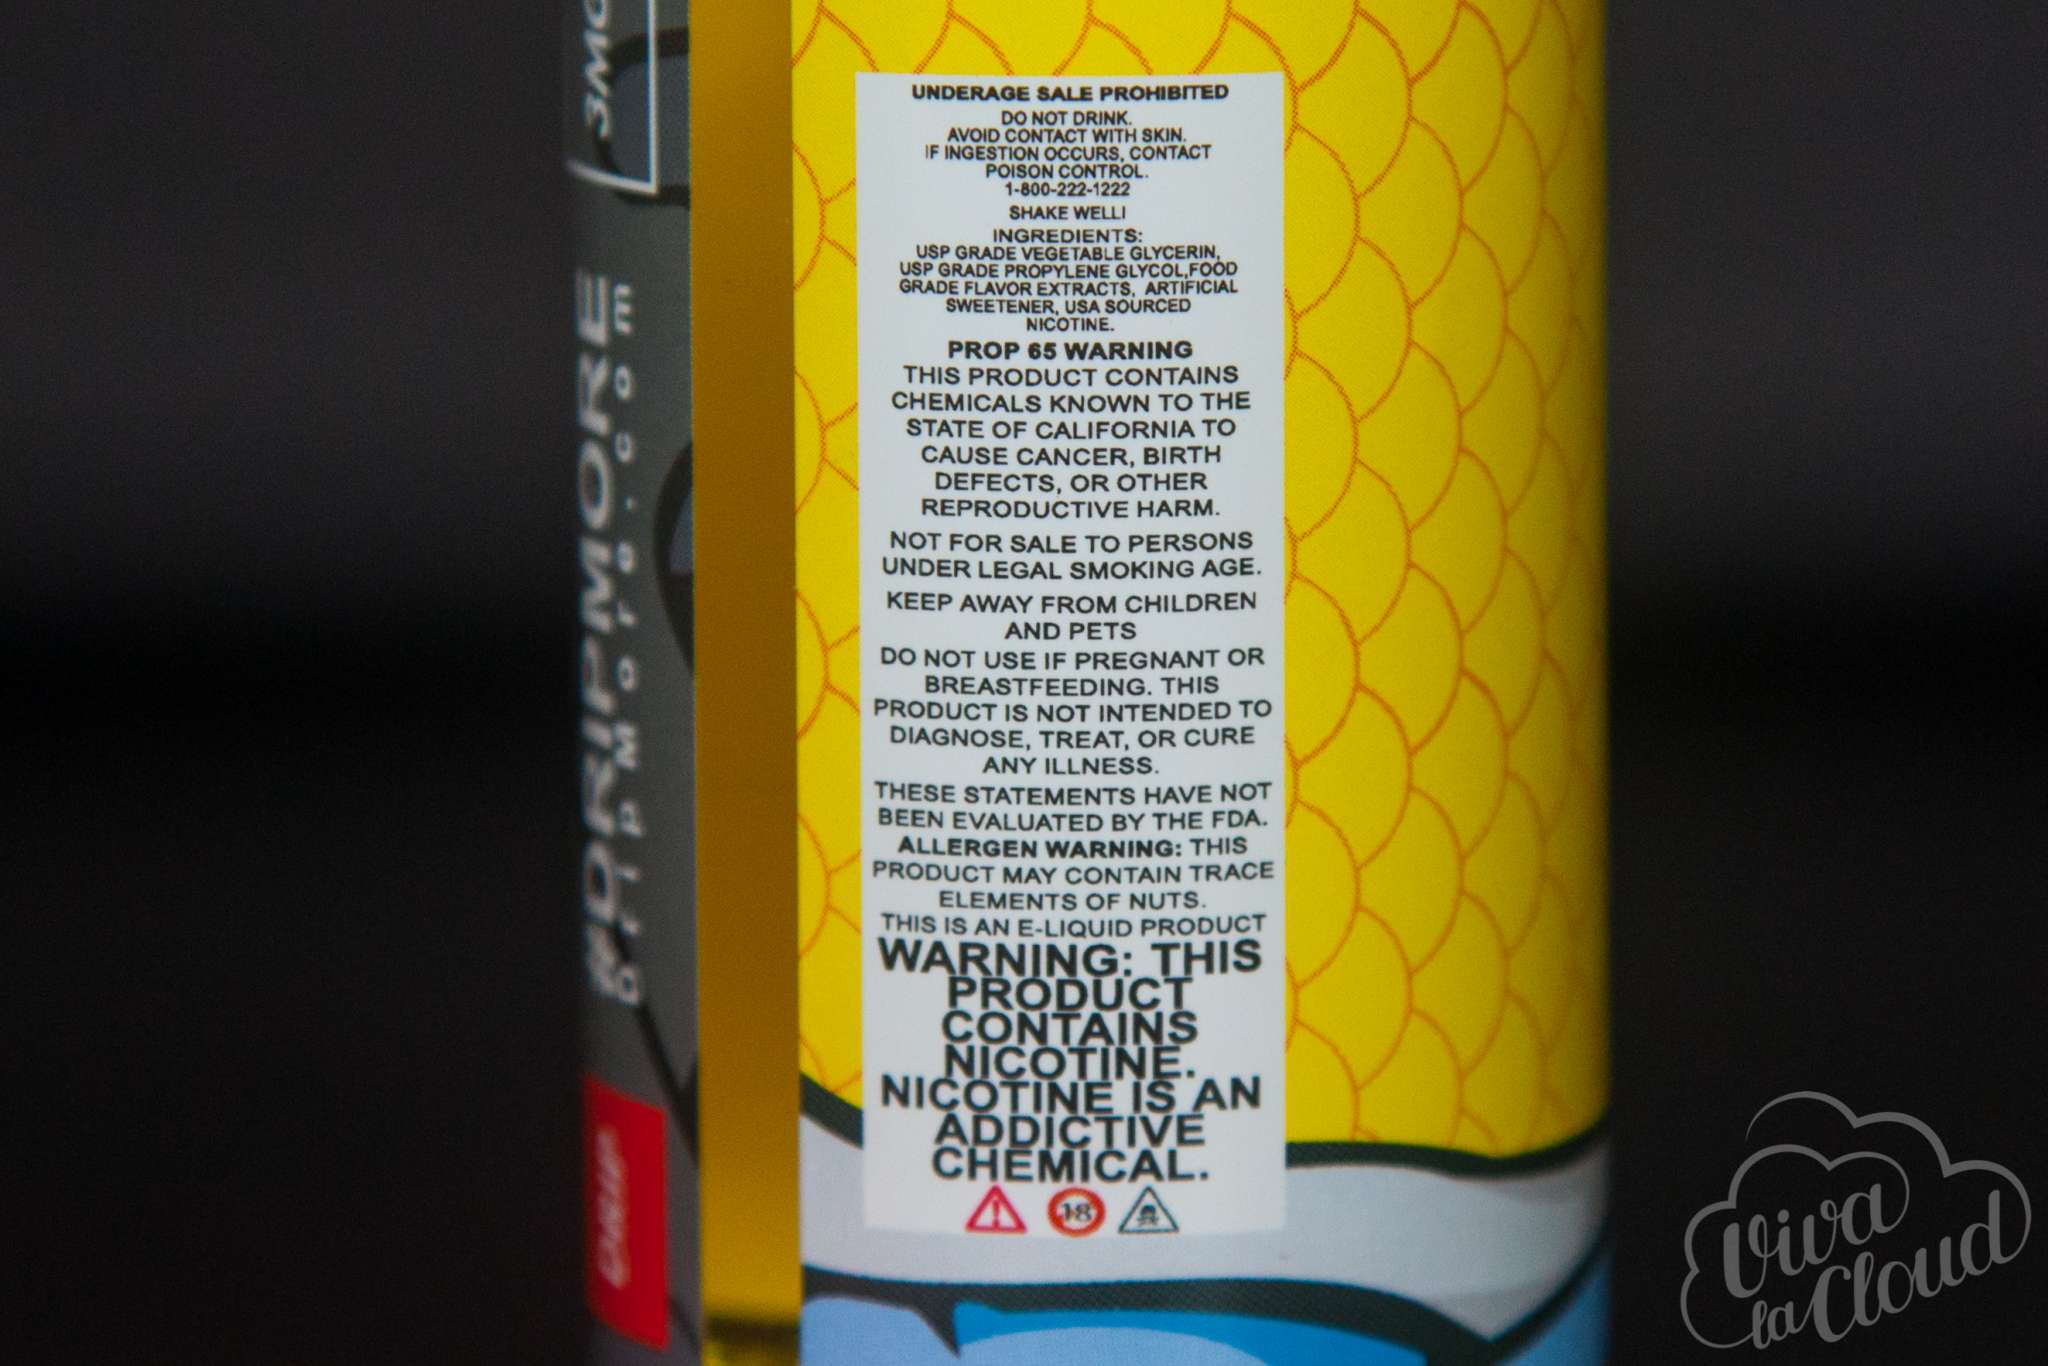 UNDERAGE SALE PROHIBITED
DO NOT DRINK.
AVOID CONTACT WITH SKIN.
IF INGESTION OCCURS, CONTACT
POISON CONTROL.
1-800-222-1222
SHAKE WELL!
INGREDIENTS:
USP GRADE VEGETABLE GLYCERIN,
USP GRADE PROPYLENE GLYCOL,FOOD
GRADE FLAVOR EXTRACTS, ARTIFICIAL
SWEETENER, USA SOURCED
NICOTINE.
PROP 65 WARNING
THIS PRODUCT CONTAINS
CHEMICALS KNOWN TO THE
STATE OF CALIFORNIA TO
CAUSE CANCER, BIRTH
DEFECTS, OR OTHER
REPRODUCTIVE HARM.
NOT FOR SALE TO PERSONS
UNDER LEGAL SMOKING AGE.
KEEP AWAY FROM CHILDREN
AND PETS
DO NOT USE IF PREGNANT OR
BREASTFEEDING. THIS
PRODUCT IS NOT INTENDED TO
DIAGNOSE, TREAT, OR CURE
ANY ILLNESS.
THESE STATEMENTS HAVE NOT
BEEN EVALUATED BY THE FDA.
ALLERGEN WARNING: THIS
PRODUCT MAY CONTAIN TRACE
ELEMENTS OF NUTS.
THIS IS AN E-LIQUID PRODUCT
WARNING: THIS
PRODUCT
CONTAINS
NICOTINE.
NICOTINE IS AN
ADDICTIVE
CHEMICAL.
18
#DRIPMORE
DripMore.com
3MG
Viva
la Cloud